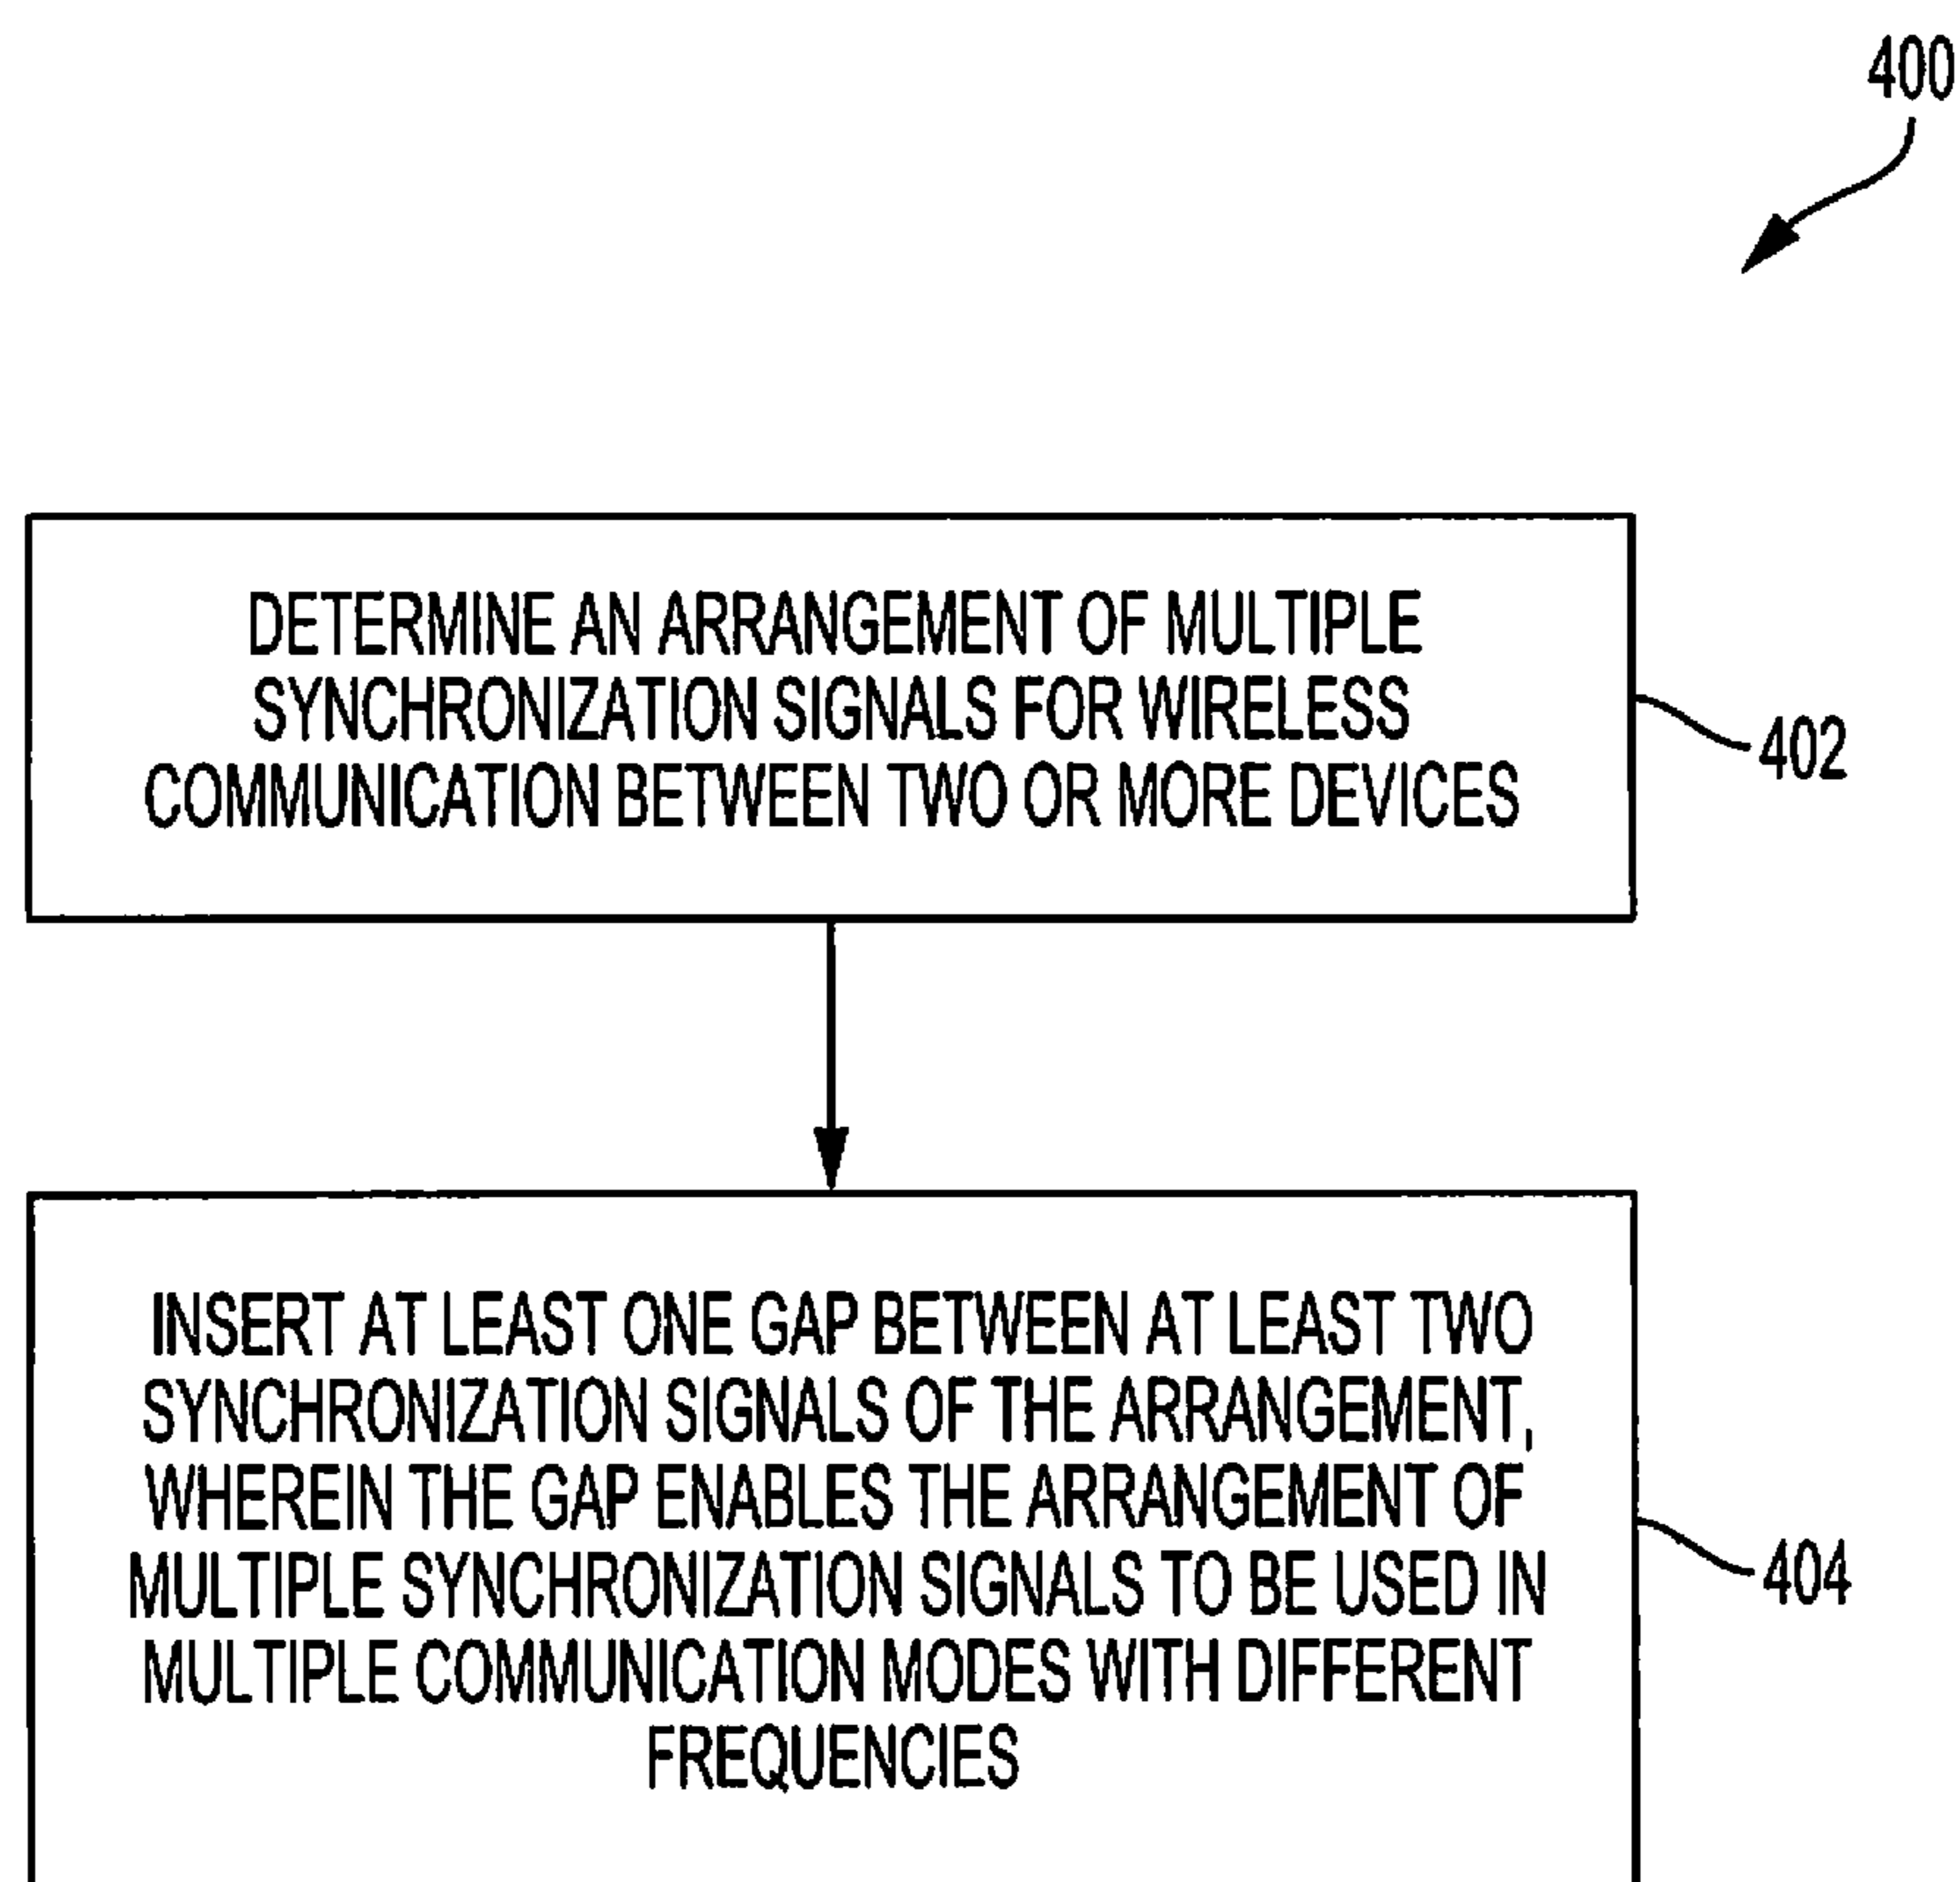 400
DETERMINE AN ARRANGEMENT OF MULTIPLE
SYNCHRONIZATION SIGNALS FOR WIRELESS
COMMUNICATION BETWEEN TWO OR MORE DEVICES
402
INSERT AT LEAST ONE GAP BETWEEN AT LEAST TWO
SYNCHRONIZATION SIGNALS OF THE ARRANGEMENT,
WHEREIN THE GAP ENABLES THE ARRANGEMENT OF
MULTIPLE SYNCHRONIZATION SIGNALS TO BE USED IN
MULTIPLE COMMUNICATION MODES WITH DIFFERENT
FREQUENCIES
404